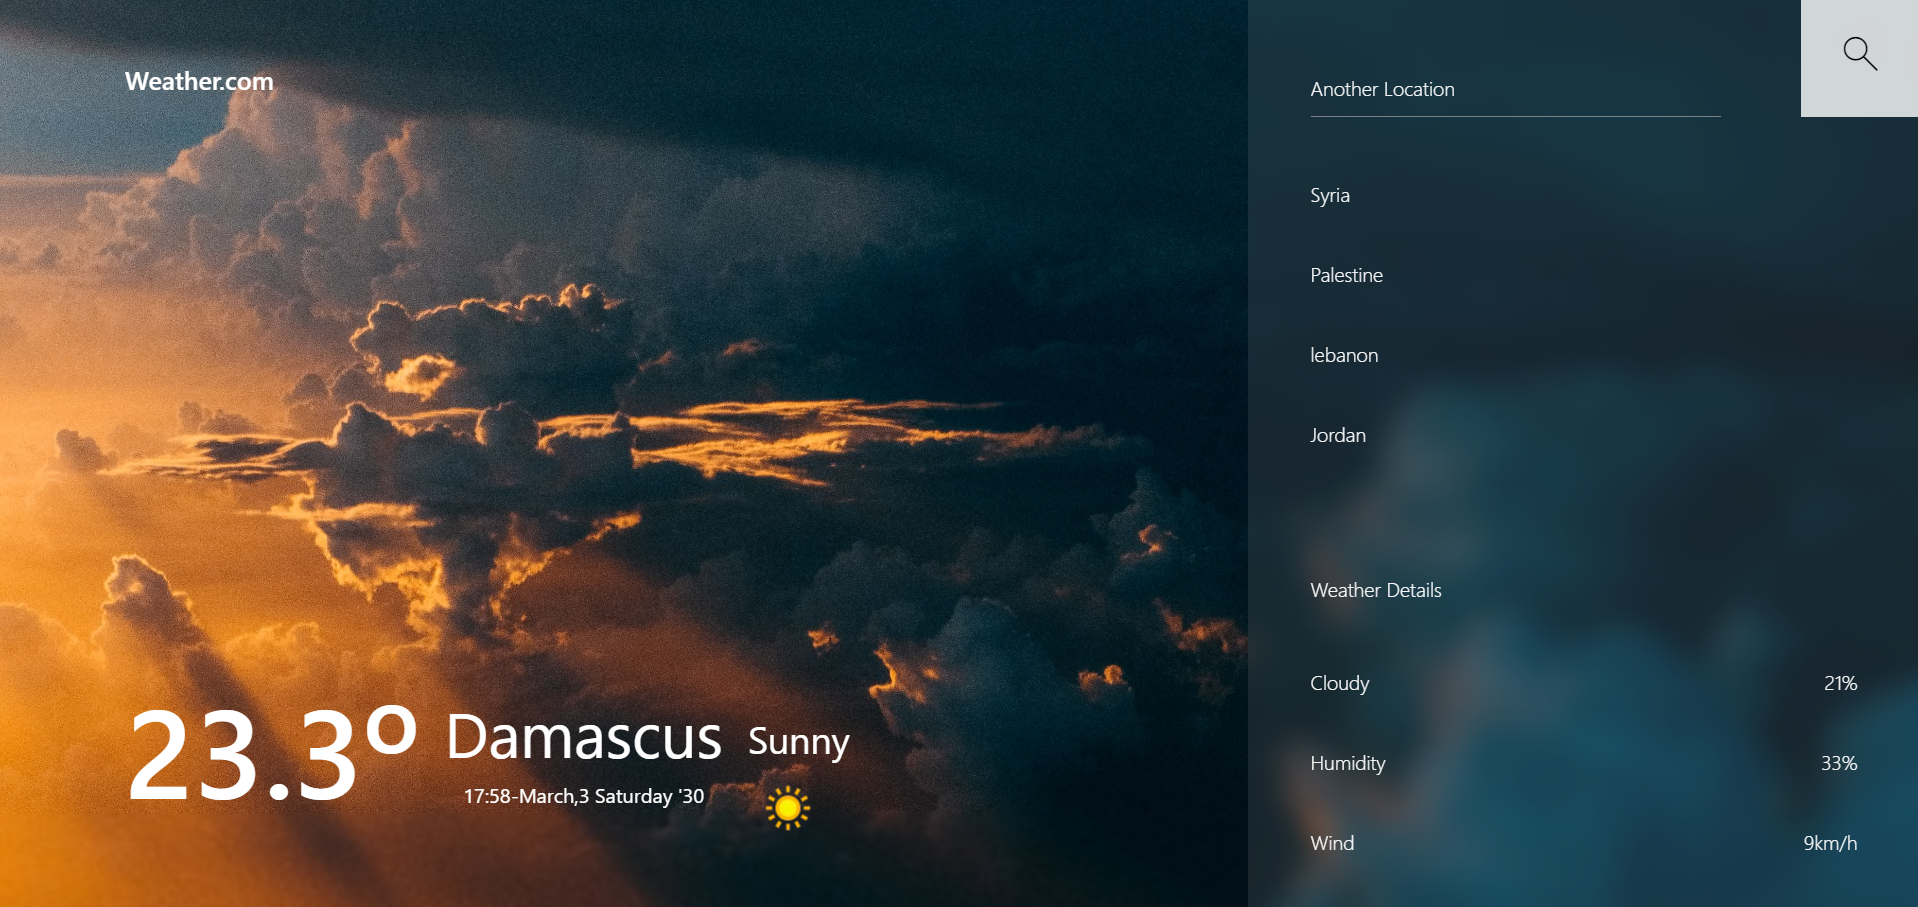 Weather.com
23.3°
Damascus
17:58-March,3 Saturday '30
Sunny
Another Location
Syria
Palestine
lebanon
Jordan
Weather Details
Cloudy 21%
Humidity 33%
Wind 9km/h